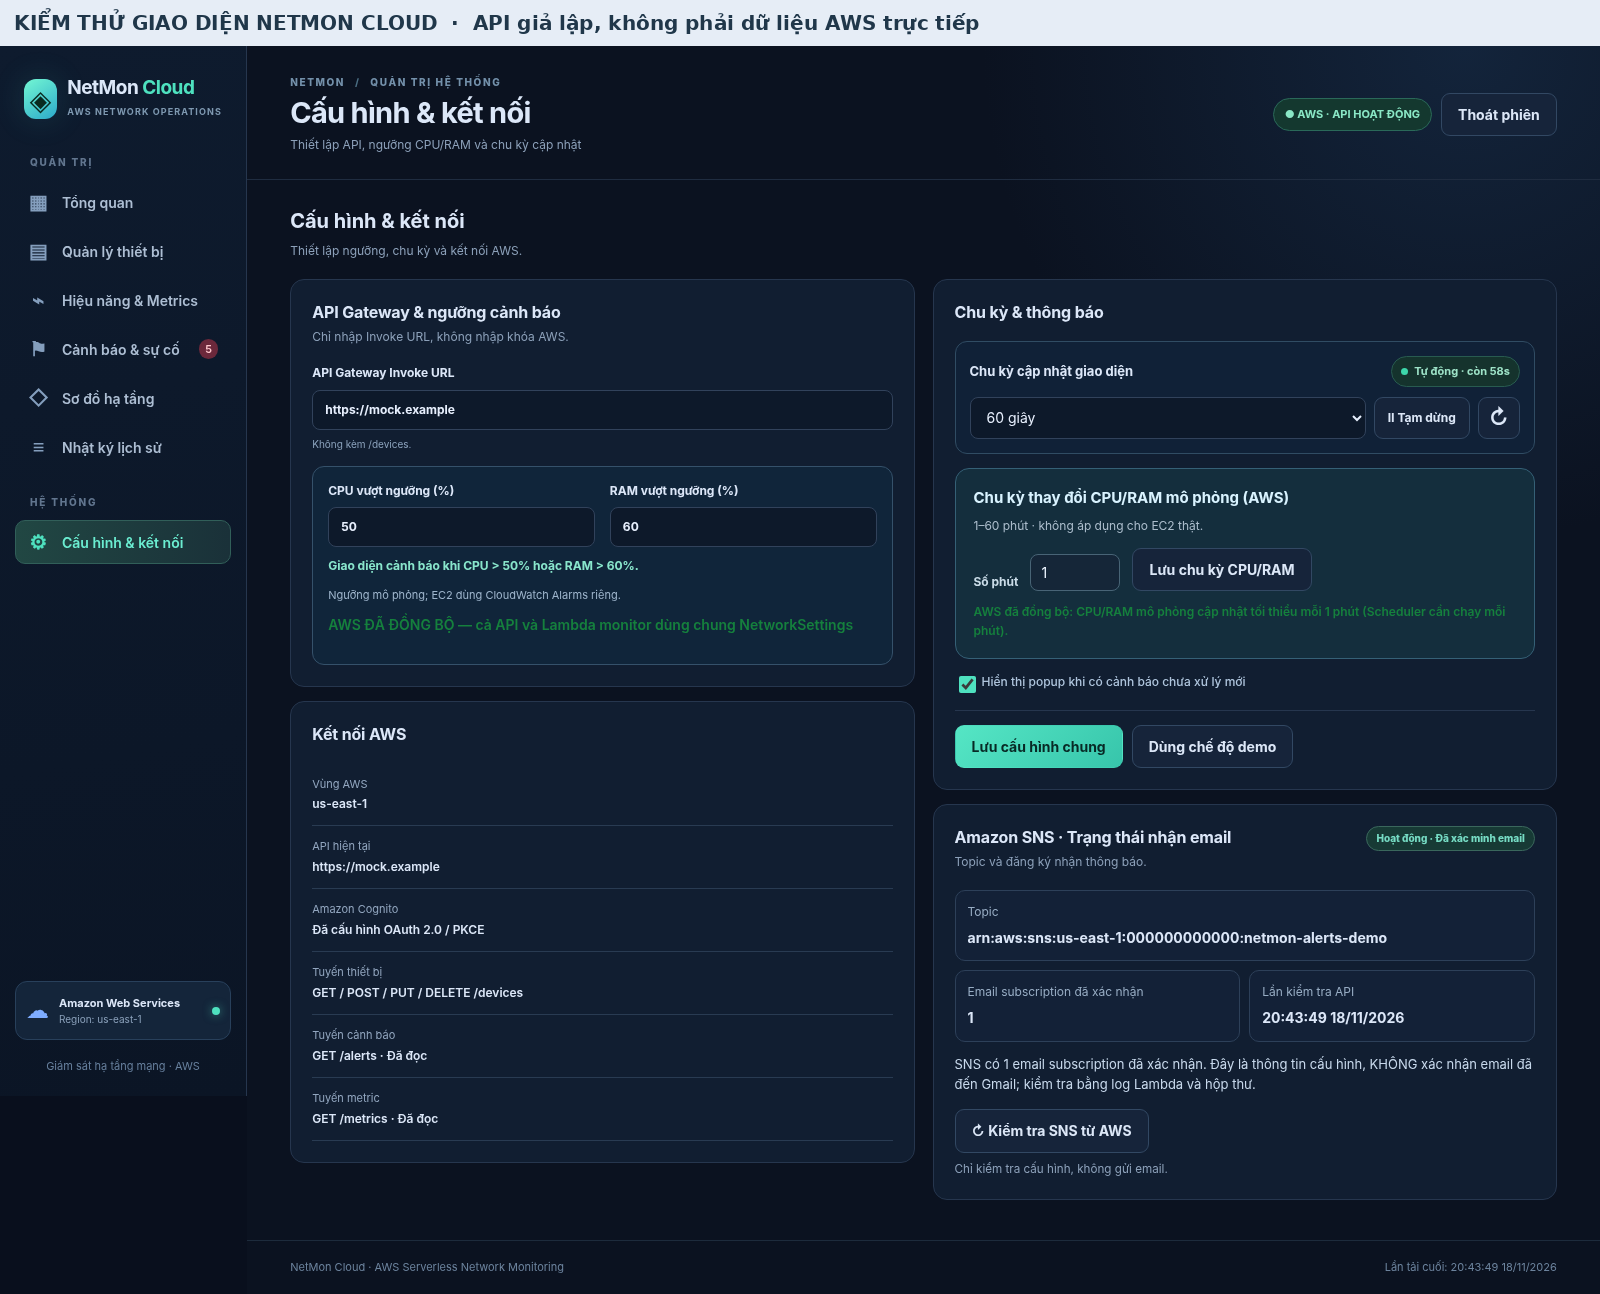 KIỂM THỬ GIAO DIỆN NETMON CLOUD · API giả lập, không phải dữ liệu AWS trực tiếp
NetMon Cloud
AWS NETWORK OPERATIONS
QUẢN TRỊ
Tổng quan
Quản lý thiết bị
Hiệu năng & Metrics
Cảnh báo & sự cố 5
Sơ đồ hạ tầng
Nhật ký lịch sử
HỆ THỐNG
Cấu hình & kết nối
Amazon Web Services
Region: us-east-1
Giám sát hạ tầng mạng · AWS
NETMON / QUẢN TRỊ HỆ THỐNG
Cấu hình & kết nối
Thiết lập API, ngưỡng CPU/RAM và chu kỳ cập nhật
AWS · API HOẠT ĐỘNG
Thoát phiên
Cấu hình & kết nối
Thiết lập ngưỡng, chu kỳ và kết nối AWS.
API Gateway & ngưỡng cảnh báo
Chỉ nhập Invoke URL, không nhập khóa AWS.
API Gateway Invoke URL
https://mock.example
Không kèm /devices.
CPU vượt ngưỡng (%)
RAM vượt ngưỡng (%)
50
60
Giao diện cảnh báo khi CPU > 50% hoặc RAM > 60%.
Ngưỡng mô phỏng; EC2 dùng CloudWatch Alarms riêng.
AWS ĐÃ ĐỒNG BỘ — cả API và Lambda monitor dùng chung NetworkSettings
Kết nối AWS
Vùng AWS
us-east-1
API hiện tại
https://mock.example
Amazon Cognito
Đã cấu hình OAuth 2.0 / PKCE
Tuyến thiết bị
GET / POST / PUT / DELETE /devices
Tuyến cảnh báo
GET /alerts · Đã đọc
Tuyến metric
GET /metrics · Đã đọc
Chu kỳ & thông báo
Chu kỳ cập nhật giao diện
Tự động · còn 58s
60 giây
II Tạm dừng
↻
Chu kỳ thay đổi CPU/RAM mô phỏng (AWS)
1–60 phút · không áp dụng cho EC2 thật.
Số phút
1
Lưu chu kỳ CPU/RAM
AWS đã đồng bộ: CPU/RAM mô phỏng cập nhật tối thiểu mỗi 1 phút (Scheduler cần chạy mỗi
phút).
Hiển thị popup khi có cảnh báo chưa xử lý mới
Lưu cấu hình chung
Dùng chế độ demo
Amazon SNS · Trạng thái nhận email
Hoạt động · Đã xác minh email
Topic và đăng ký nhận thông báo.
Topic
arn:aws:sns:us-east-1:000000000000:netmon-alerts-demo
Email subscription đã xác nhận
1
Lần kiểm tra API
20:43:49 18/11/2026
SNS có 1 email subscription đã xác nhận. Đây là thông tin cấu hình, KHÔNG xác nhận email đã
đến Gmail; kiểm tra bằng log Lambda và hộp thư.
↻ Kiểm tra SNS từ AWS
Chỉ kiểm tra cấu hình, không gửi email.
NetMon Cloud · AWS Serverless Network Monitoring
Lần tải cuối: 20:43:49 18/11/2026